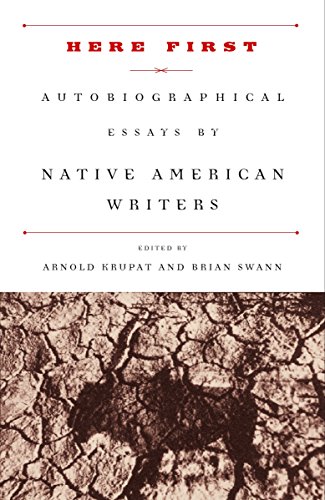 HERE FIRST
AUTOBIOGRAPHICAL
ESSAYS BY
NATIVE AMERICAN
WRITERS
EDITED BY
ARNOLD KRUPAT AND BRIAN SWANN